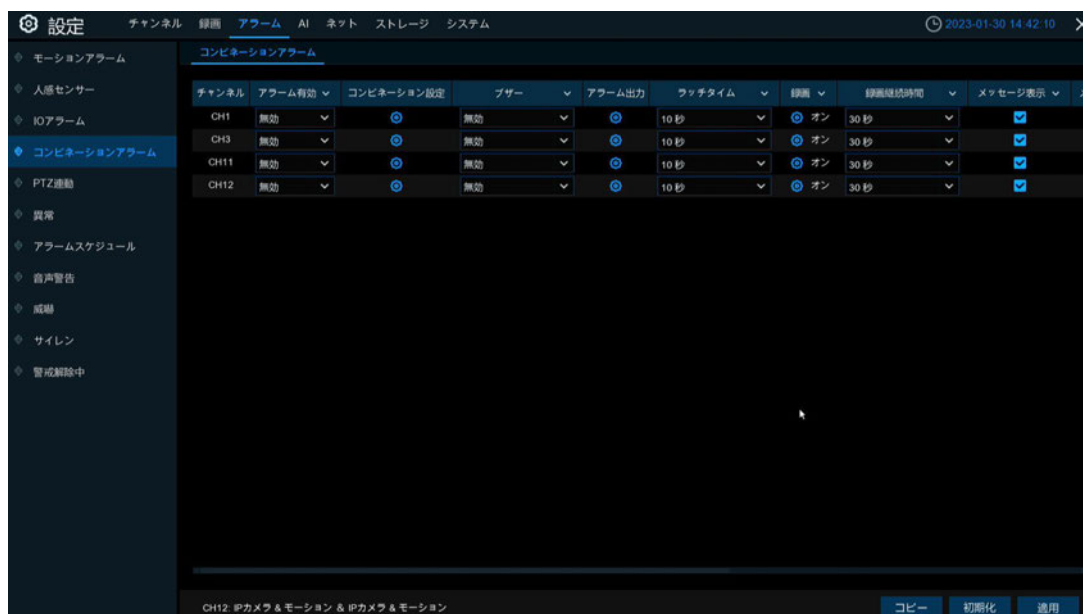 設定 チャンネル 録画 アラーム AI ネット ストレージ システム 2023-01-30 14:42:10
モーションアラーム
人感センサー
IOアラーム
コンビネーションアラーム
PTZ連動
異常
アラームスケジュール
音声警告
威嚇
サイレン
警戒解除中
コンビネーションアラーム
チャンネル アラーム有効 コンビネーション設定 ブザー アラーム出力 ラッチタイム 録画 録画継続時間 メッセージ表示
CH1 無効 無効 10 秒 オン 30 秒
CH3 無効 無効 10 秒 オン 30 秒
CH11 無効 無効 10 秒 オン 30 秒
CH12 無効 無効 10 秒 オン 30 秒
CH12: IPカメラ & モーション & IPカメラ & モーション コピー 初期化 適用